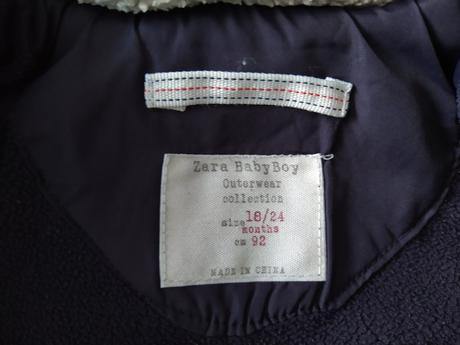 Zara BabyBoy
Outerwear
collection
size 18/24
months
cm 92
MADE IN CHINA